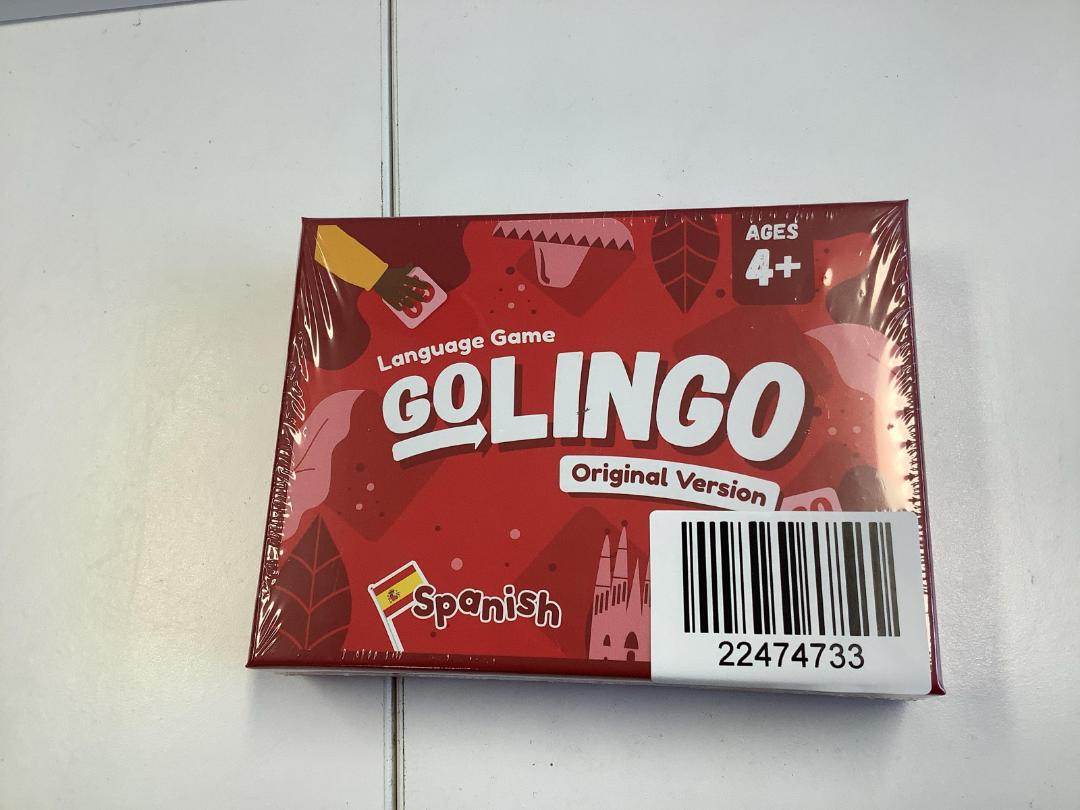 AGES
4+
Language Game
GOLINGO
Original Version
Spanish
22474733